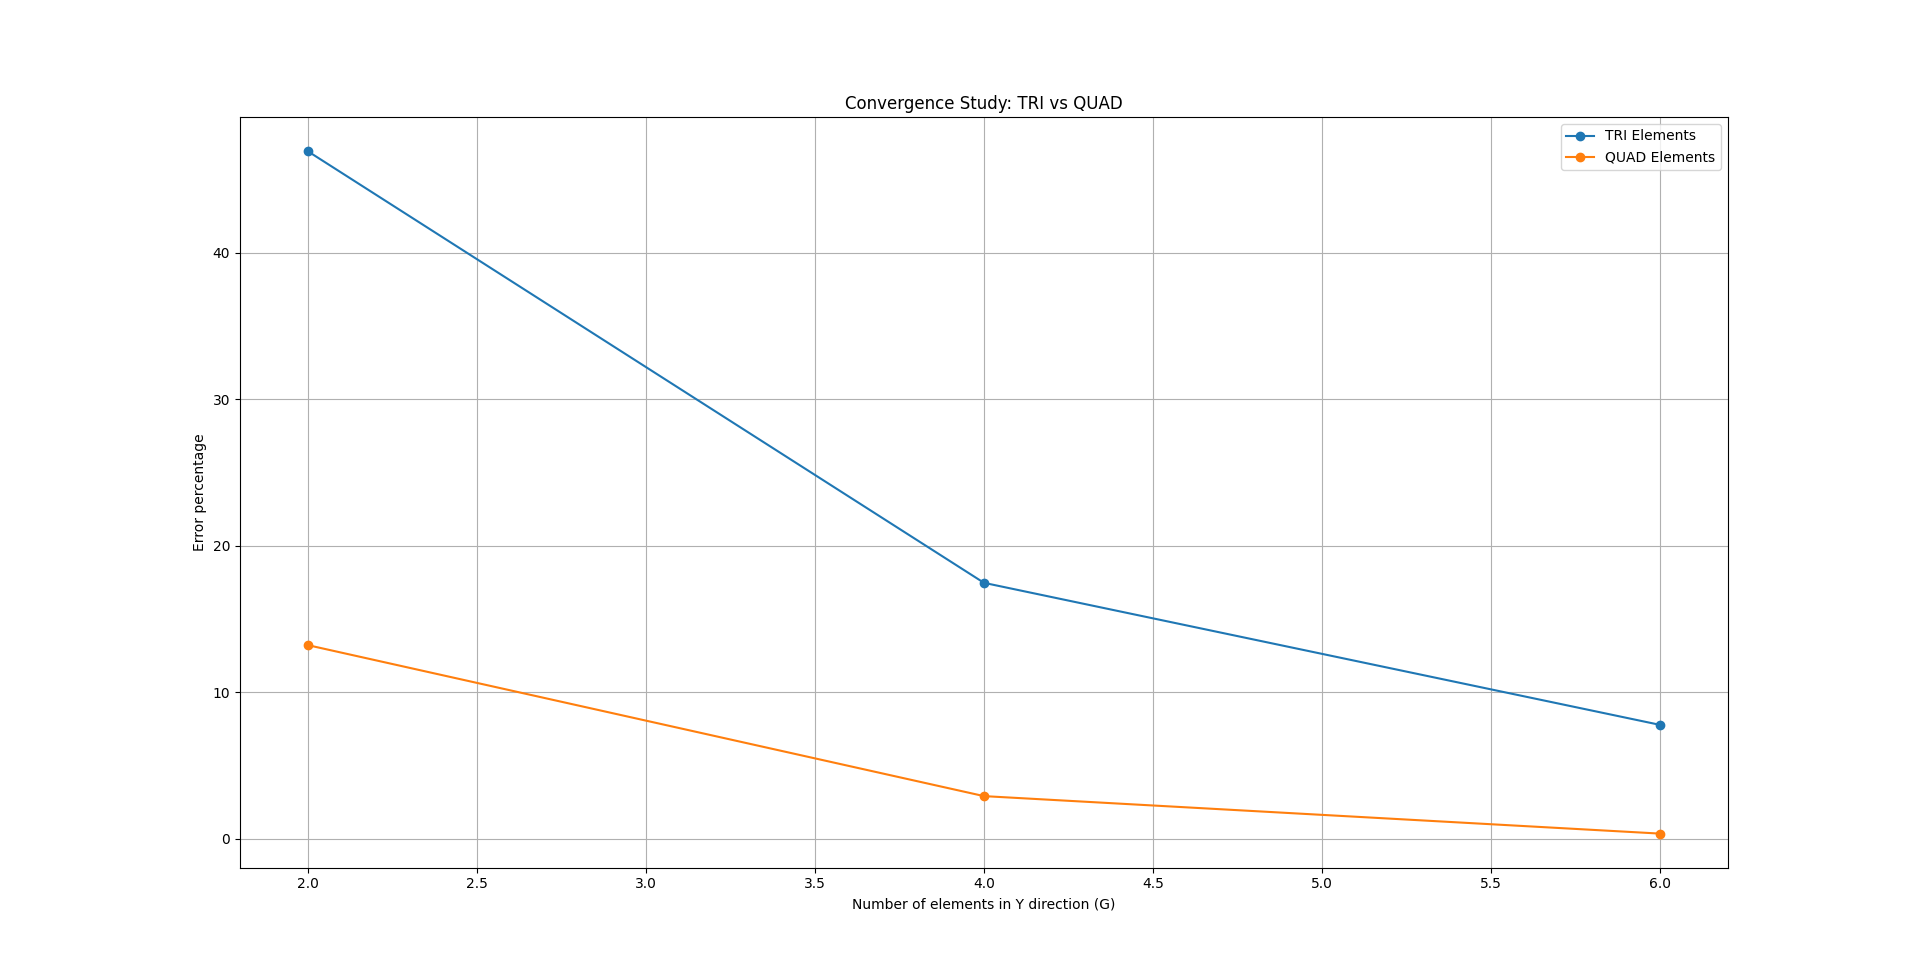 Convergence Study: TRI vs QUAD
TRI Elements
QUAD Elements
Error percentage
40
30
20
10
0
2.0 2.5 3.0 3.5 4.0 4.5 5.0 5.5 6.0
Number of elements in Y direction (G)